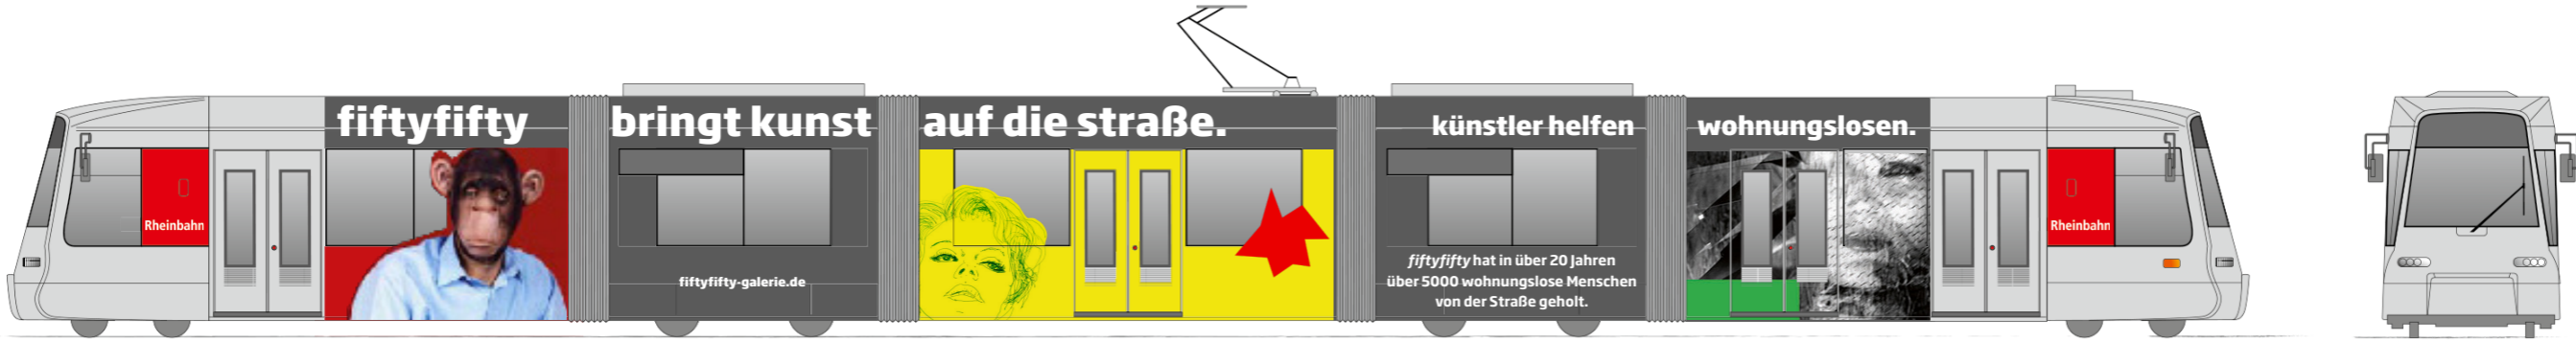 fiftyfifty bringt kunst auf die straße.
künstler helfen wohnungslosen.
Rheinbahn
fiftyfifty-galerie.de
fiftyfifty hat in über 20 Jahren
über 5000 wohnungslose Menschen
von der Straße geholt.
Rheinbahn